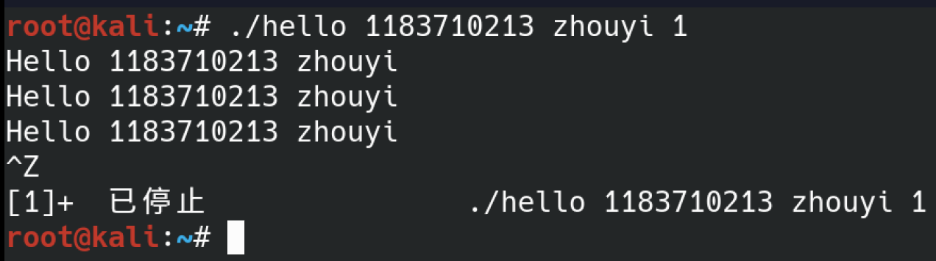 root@kali:~# ./hello 1183710213 zhouyi 1
Hello 1183710213 zhouyi
Hello 1183710213 zhouyi
Hello 1183710213 zhouyi
^Z
[1]+  已停止               ./hello 1183710213 zhouyi 1
root@kali:~#